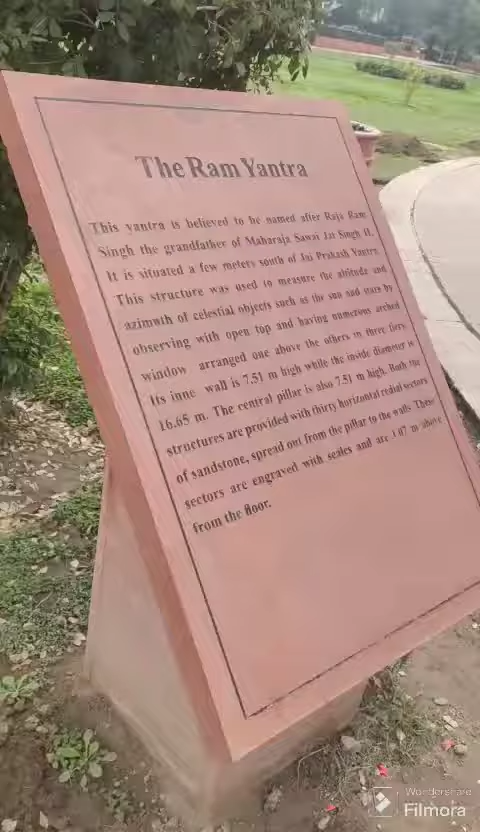 The Ram Yantra
This yantra is believed to be named after Raja Ram
Singh the grandfather of Maharaja Sawai Jai Singh II.
It is situated a few meters south of Jai Prakash Yantra.
This structure was used to measure the altitude and
azimuth of celestial objects such as the sun and stars by
observing with open top and having numerous arched
window arranged one above the others in three tiers.
Its inne wall is 7.51 m high while the inside diameter is
16.65 m. The central pillar is also 7.51 m high. Both the
structures are provided with thirty horizontal redial sectors
of sandstone, spread out from the pillar to the walls. These
sectors are engraved with scales and are 1.07 m above
from the floor.
Wondershare
Filmora